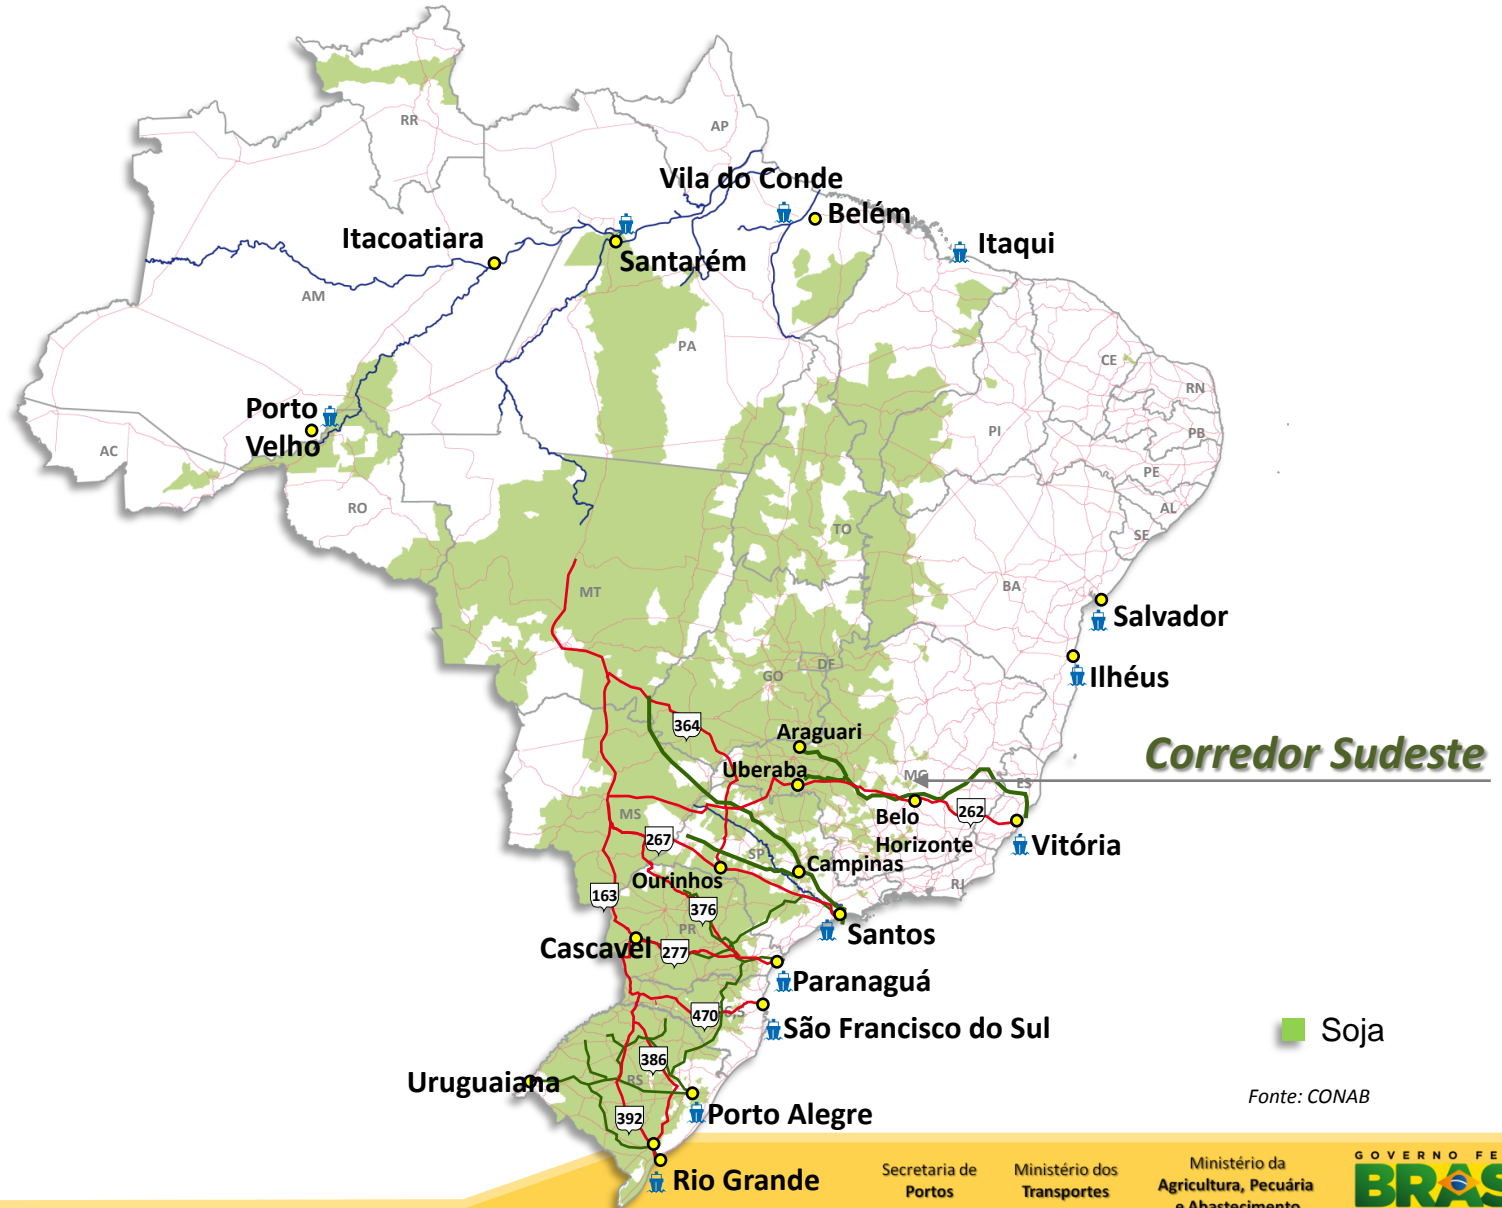 RR
AP
Vila do Conde
Belém
Itacoatiara
Itaqui
Santarém
AM
PA
CE
RN
Porto
Velho
PI
PB
AC
PE
RO
AL
TO
SE
MT
BA
Salvador
DF
GO
Ilhéus
364
Araguari
Corredor Sudeste
Uberaba
MG
ES
MS
Belo
Horizonte
262
267
Vitória
SP
Campinas
Ourinhos
RJ
163
376
PR
Santos
Cascavel
277
Paranaguá
470
São Francisco do Sul
Soja
386
Uruguaiana
RS
Fonte: CONAB
392
Porto Alegre
Rio Grande
Secretaria de
Portos
Ministério dos
Transportes
Ministério da
Agricultura, Pecuária
e Abastecimento
GOVERNO FE
BRAS